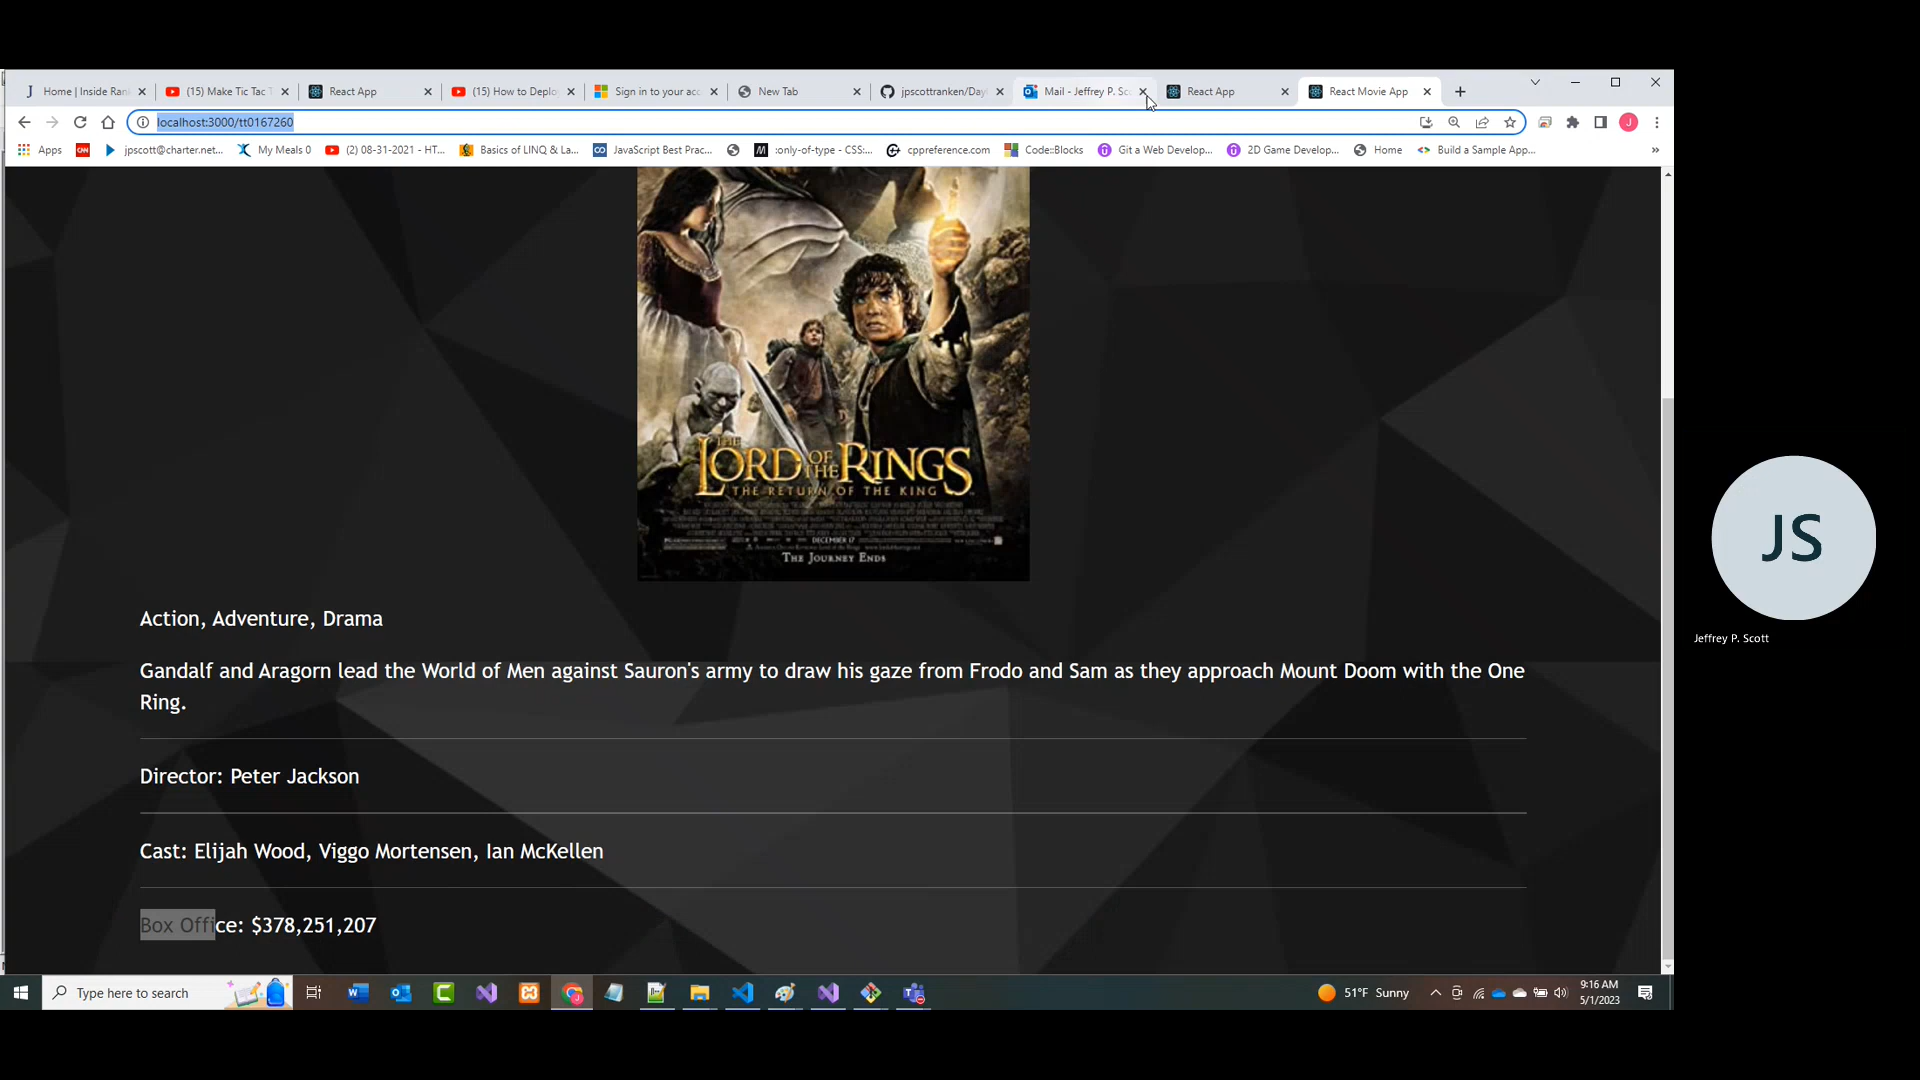 Home | Inside Ran
(15) Make Tic Tac T
React App
(15) How to Deplo
Sign in to your acc
New Tab
jpscottranken/Day
Mail - Jeffrey P. Sc
React App
React Movie App
localhost:3000/tt0167260
J
Apps
CNN
jpscott@charter.net...
My Meals 0
(2) 08-31-2021 - HT...
Basics of LINQ & La...
JavaScript Best Prac...
:only-of-type - CSS:...
cppreference.com
Code::Blocks
Git a Web Develop...
2D Game Develop...
Home
Build a Sample App...
»
THE
LORD OF THE RINGS
THE RETURN OF THE KING
DECEMBER 17
THE JOURNEY ENDS
Action, Adventure, Drama
Gandalf and Aragorn lead the World of Men against Sauron's army to draw his gaze from Frodo and Sam as they approach Mount Doom with the One
Ring.
Director: Peter Jackson
Cast: Elijah Wood, Viggo Mortensen, Ian McKellen
Box Office: $378,251,207
JS
Jeffrey P. Scott
Type here to search
51°F Sunny
9:16 AM
5/1/2023